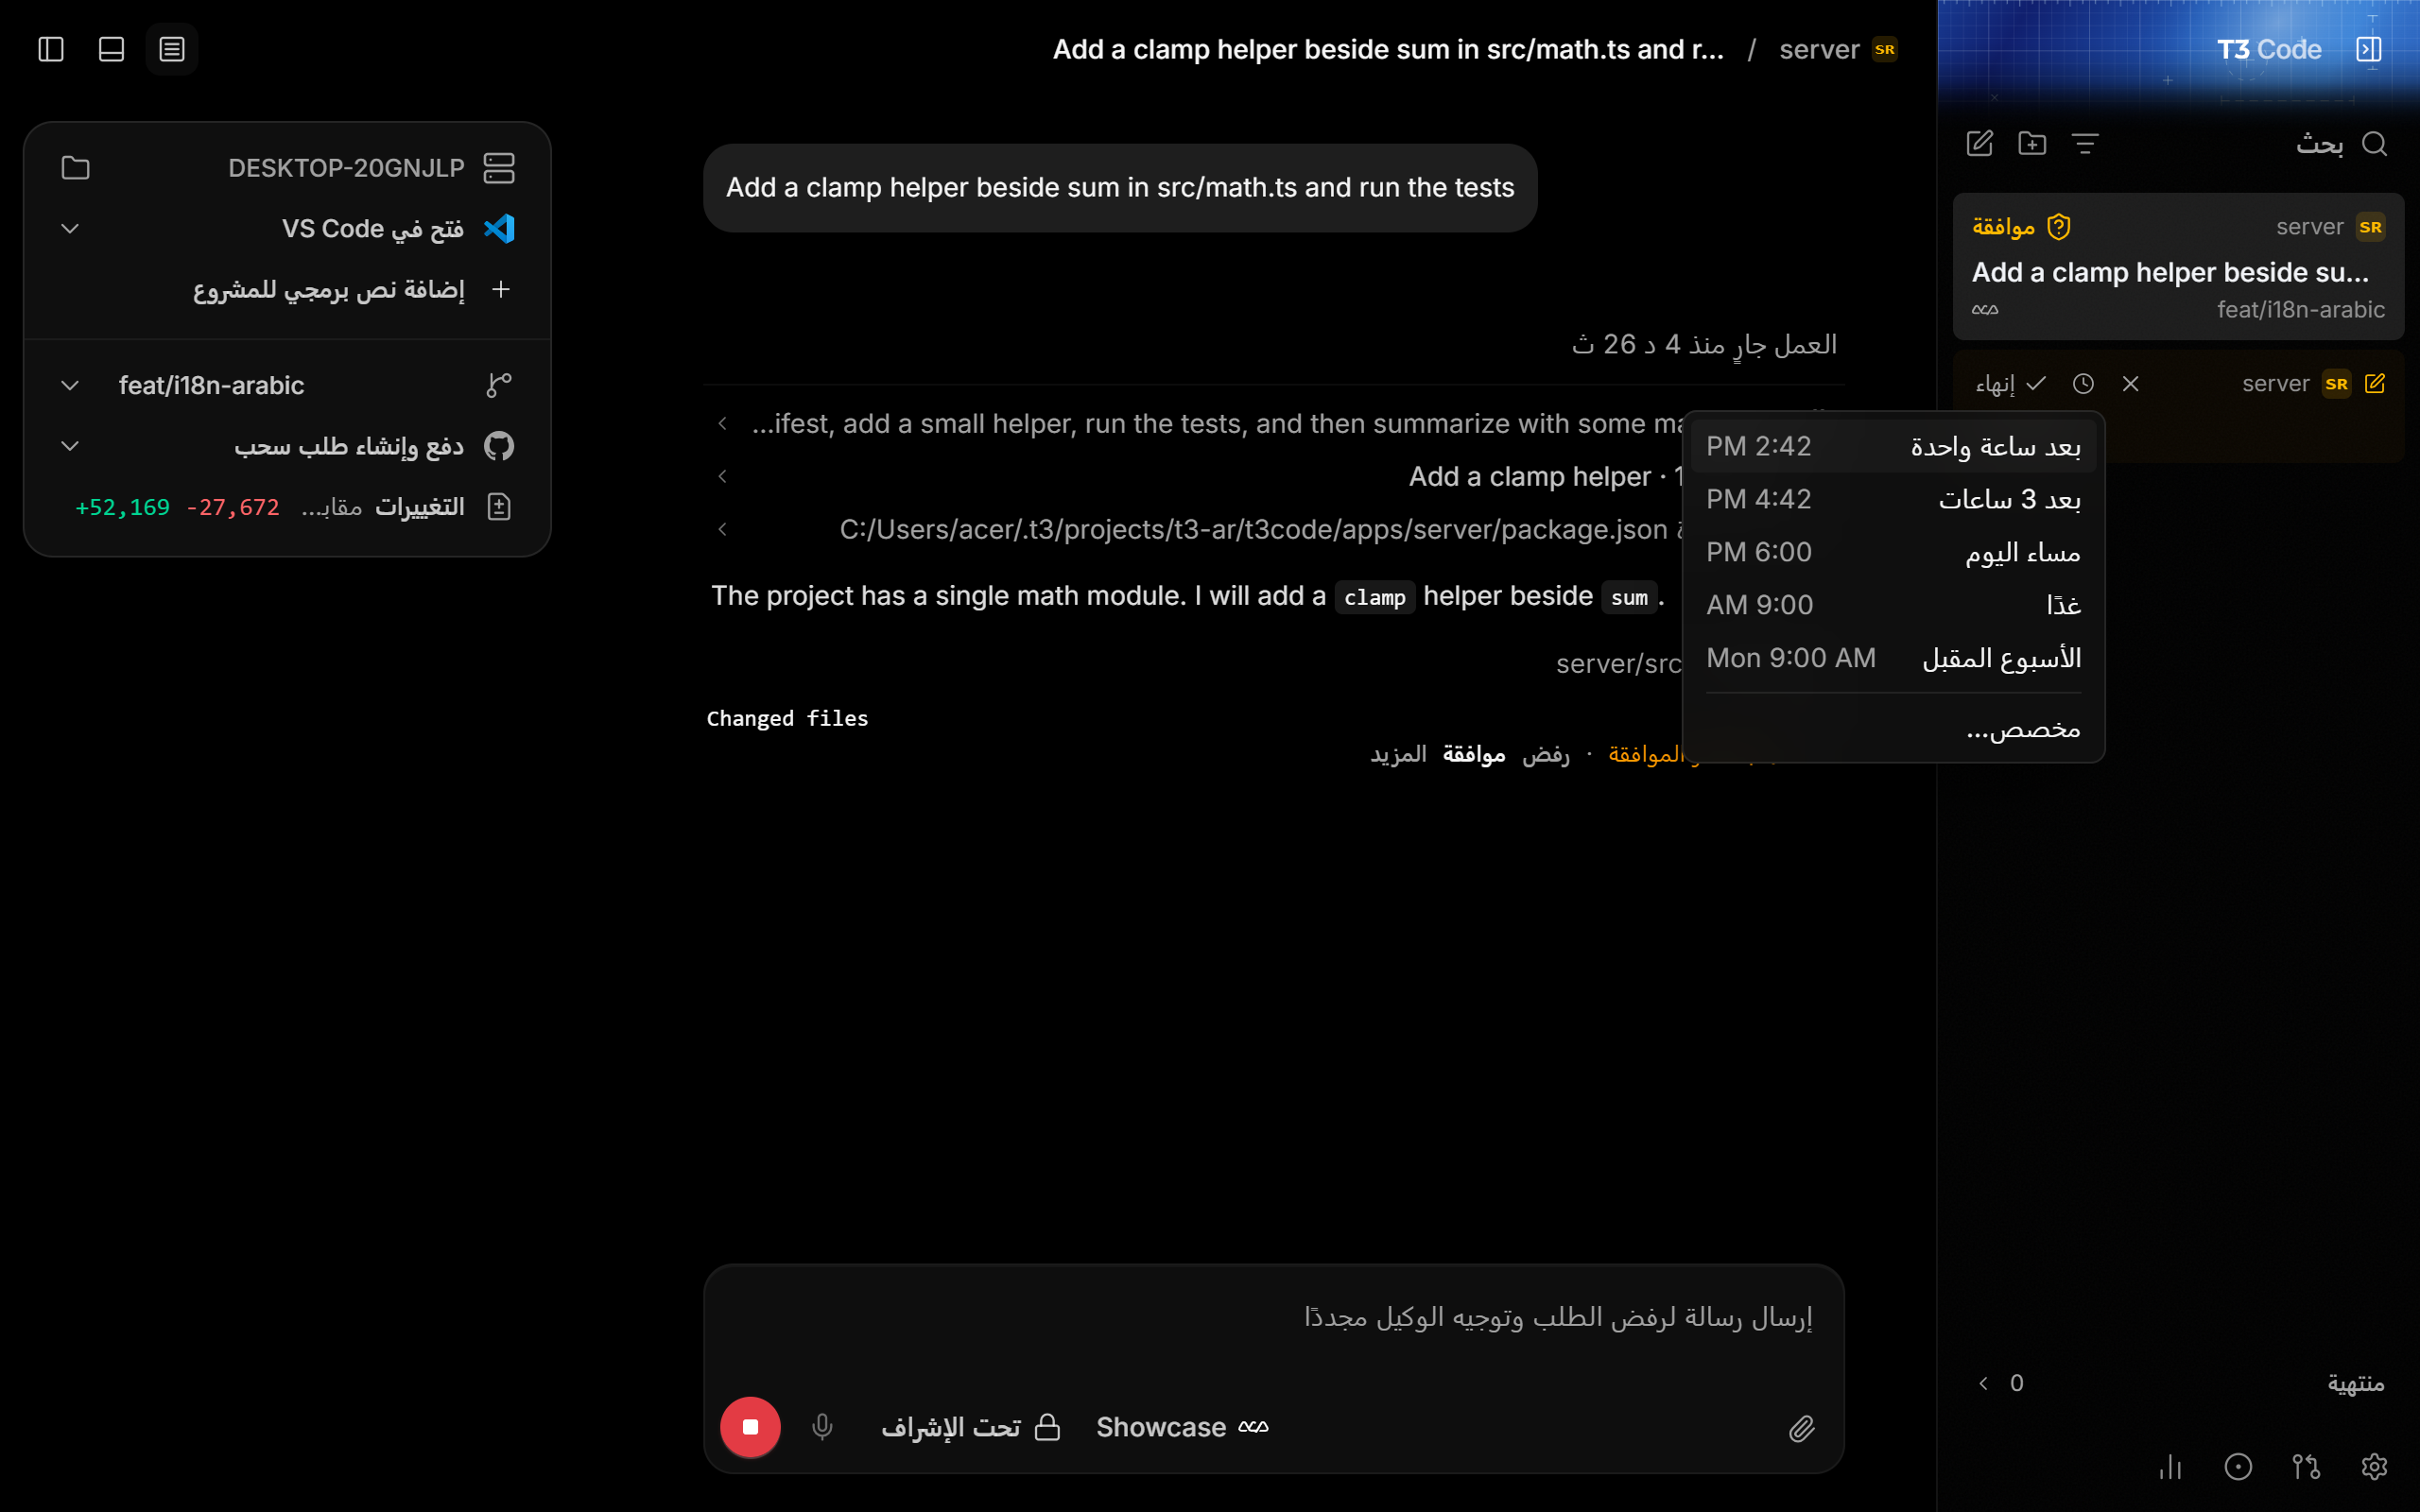 Add a clamp helper beside sum in src/math.ts and r... / server SR
T3 Code
بحث
SR server
موافقة
Add a clamp helper beside su...
feat/i18n-arabic
SR server
إنهاء
بعد ساعة واحدة PM 2:42
بعد 3 ساعات PM 4:42
مساء اليوم PM 6:00
غدًا AM 9:00
الأسبوع المقبل Mon 9:00 AM
مخصص...
منتهية 0
DESKTOP-20GNJLP
فتح في VS Code
إضافة نص برمجي للمشروع
feat/i18n-arabic
دفع وإنشاء طلب سحب
التغييرات مقابـ... +52,169 -27,672
Add a clamp helper beside sum in src/math.ts and run the tests
العمل جارٍ منذ 4 د 26 ث
...ifest, add a small helper, run the tests, and then summarize with some
Add a clamp helper ·
C:/Users/acer/.t3/projects/t3-ar/t3code/apps/server/package.json
The project has a single math module. I will add a clamp helper beside sum.
server/src
Changed files
الموافقة · رفض موافقة المزيد
إرسال رسالة لرفض الطلب وتوجيه الوكيل مجددًا
Showcase
تحت الإشراف